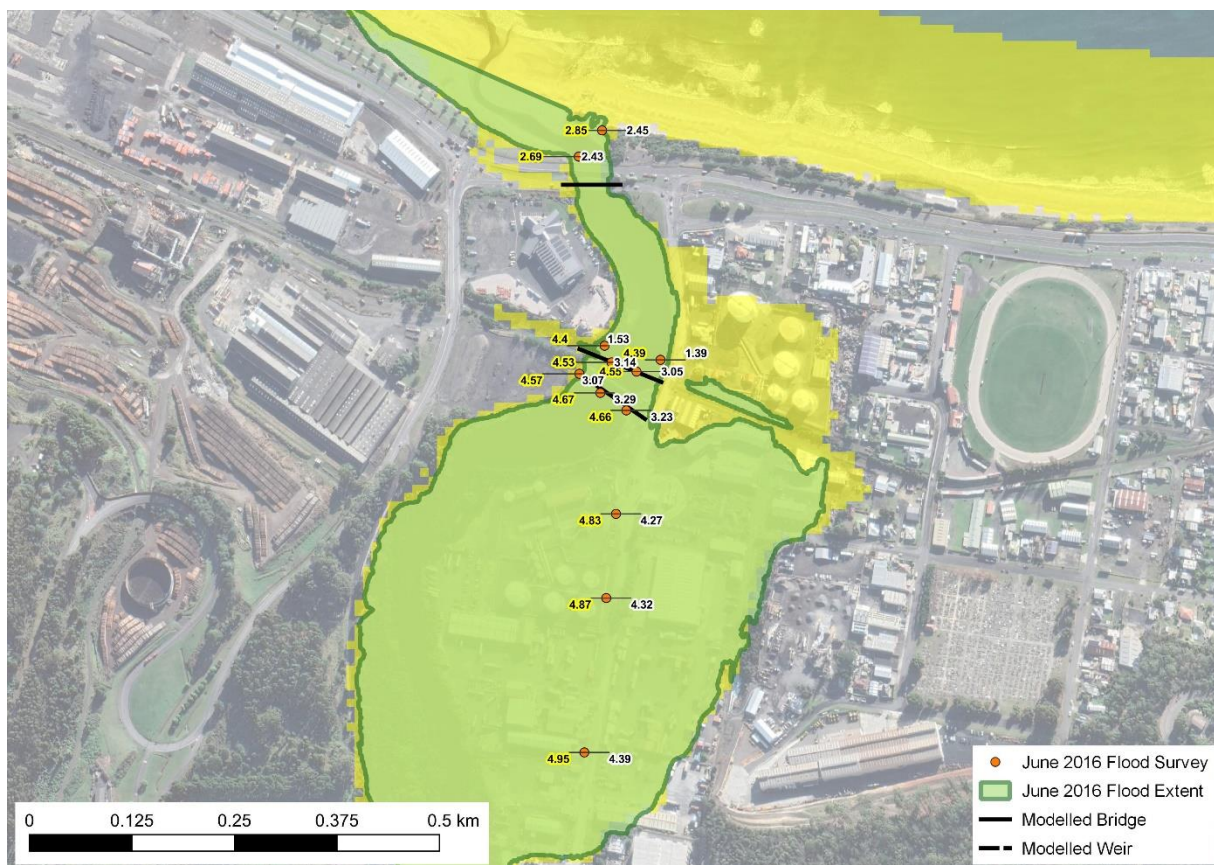 2.85 2.45
2.69 2.43
4.4 1.53
4.39 1.39
4.53 3.14
4.55 3.05
4.57 3.07
4.67 3.29
4.66 3.23
4.83 4.27
4.87 4.32
4.95 4.39
June 2016 Flood Survey
June 2016 Flood Extent
Modelled Bridge
Modelled Weir
0 0.125 0.25 0.375 0.5 km